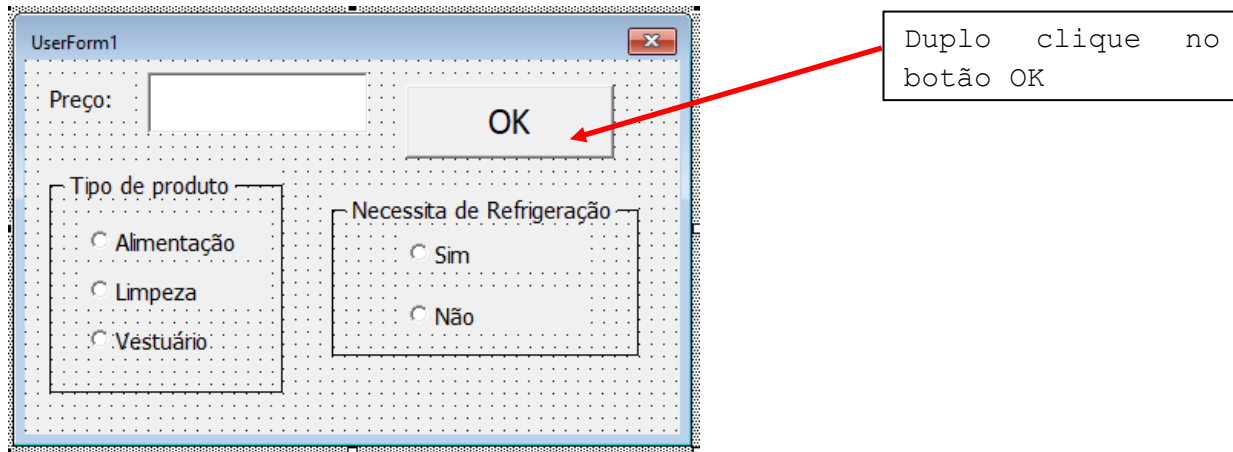 UserForm1
Preço:
OK
Duplo clique no
botão OK
Tipo de produto
Alimentação
Limpeza
Vestuário
Necessita de Refrigeração
Sim
Não